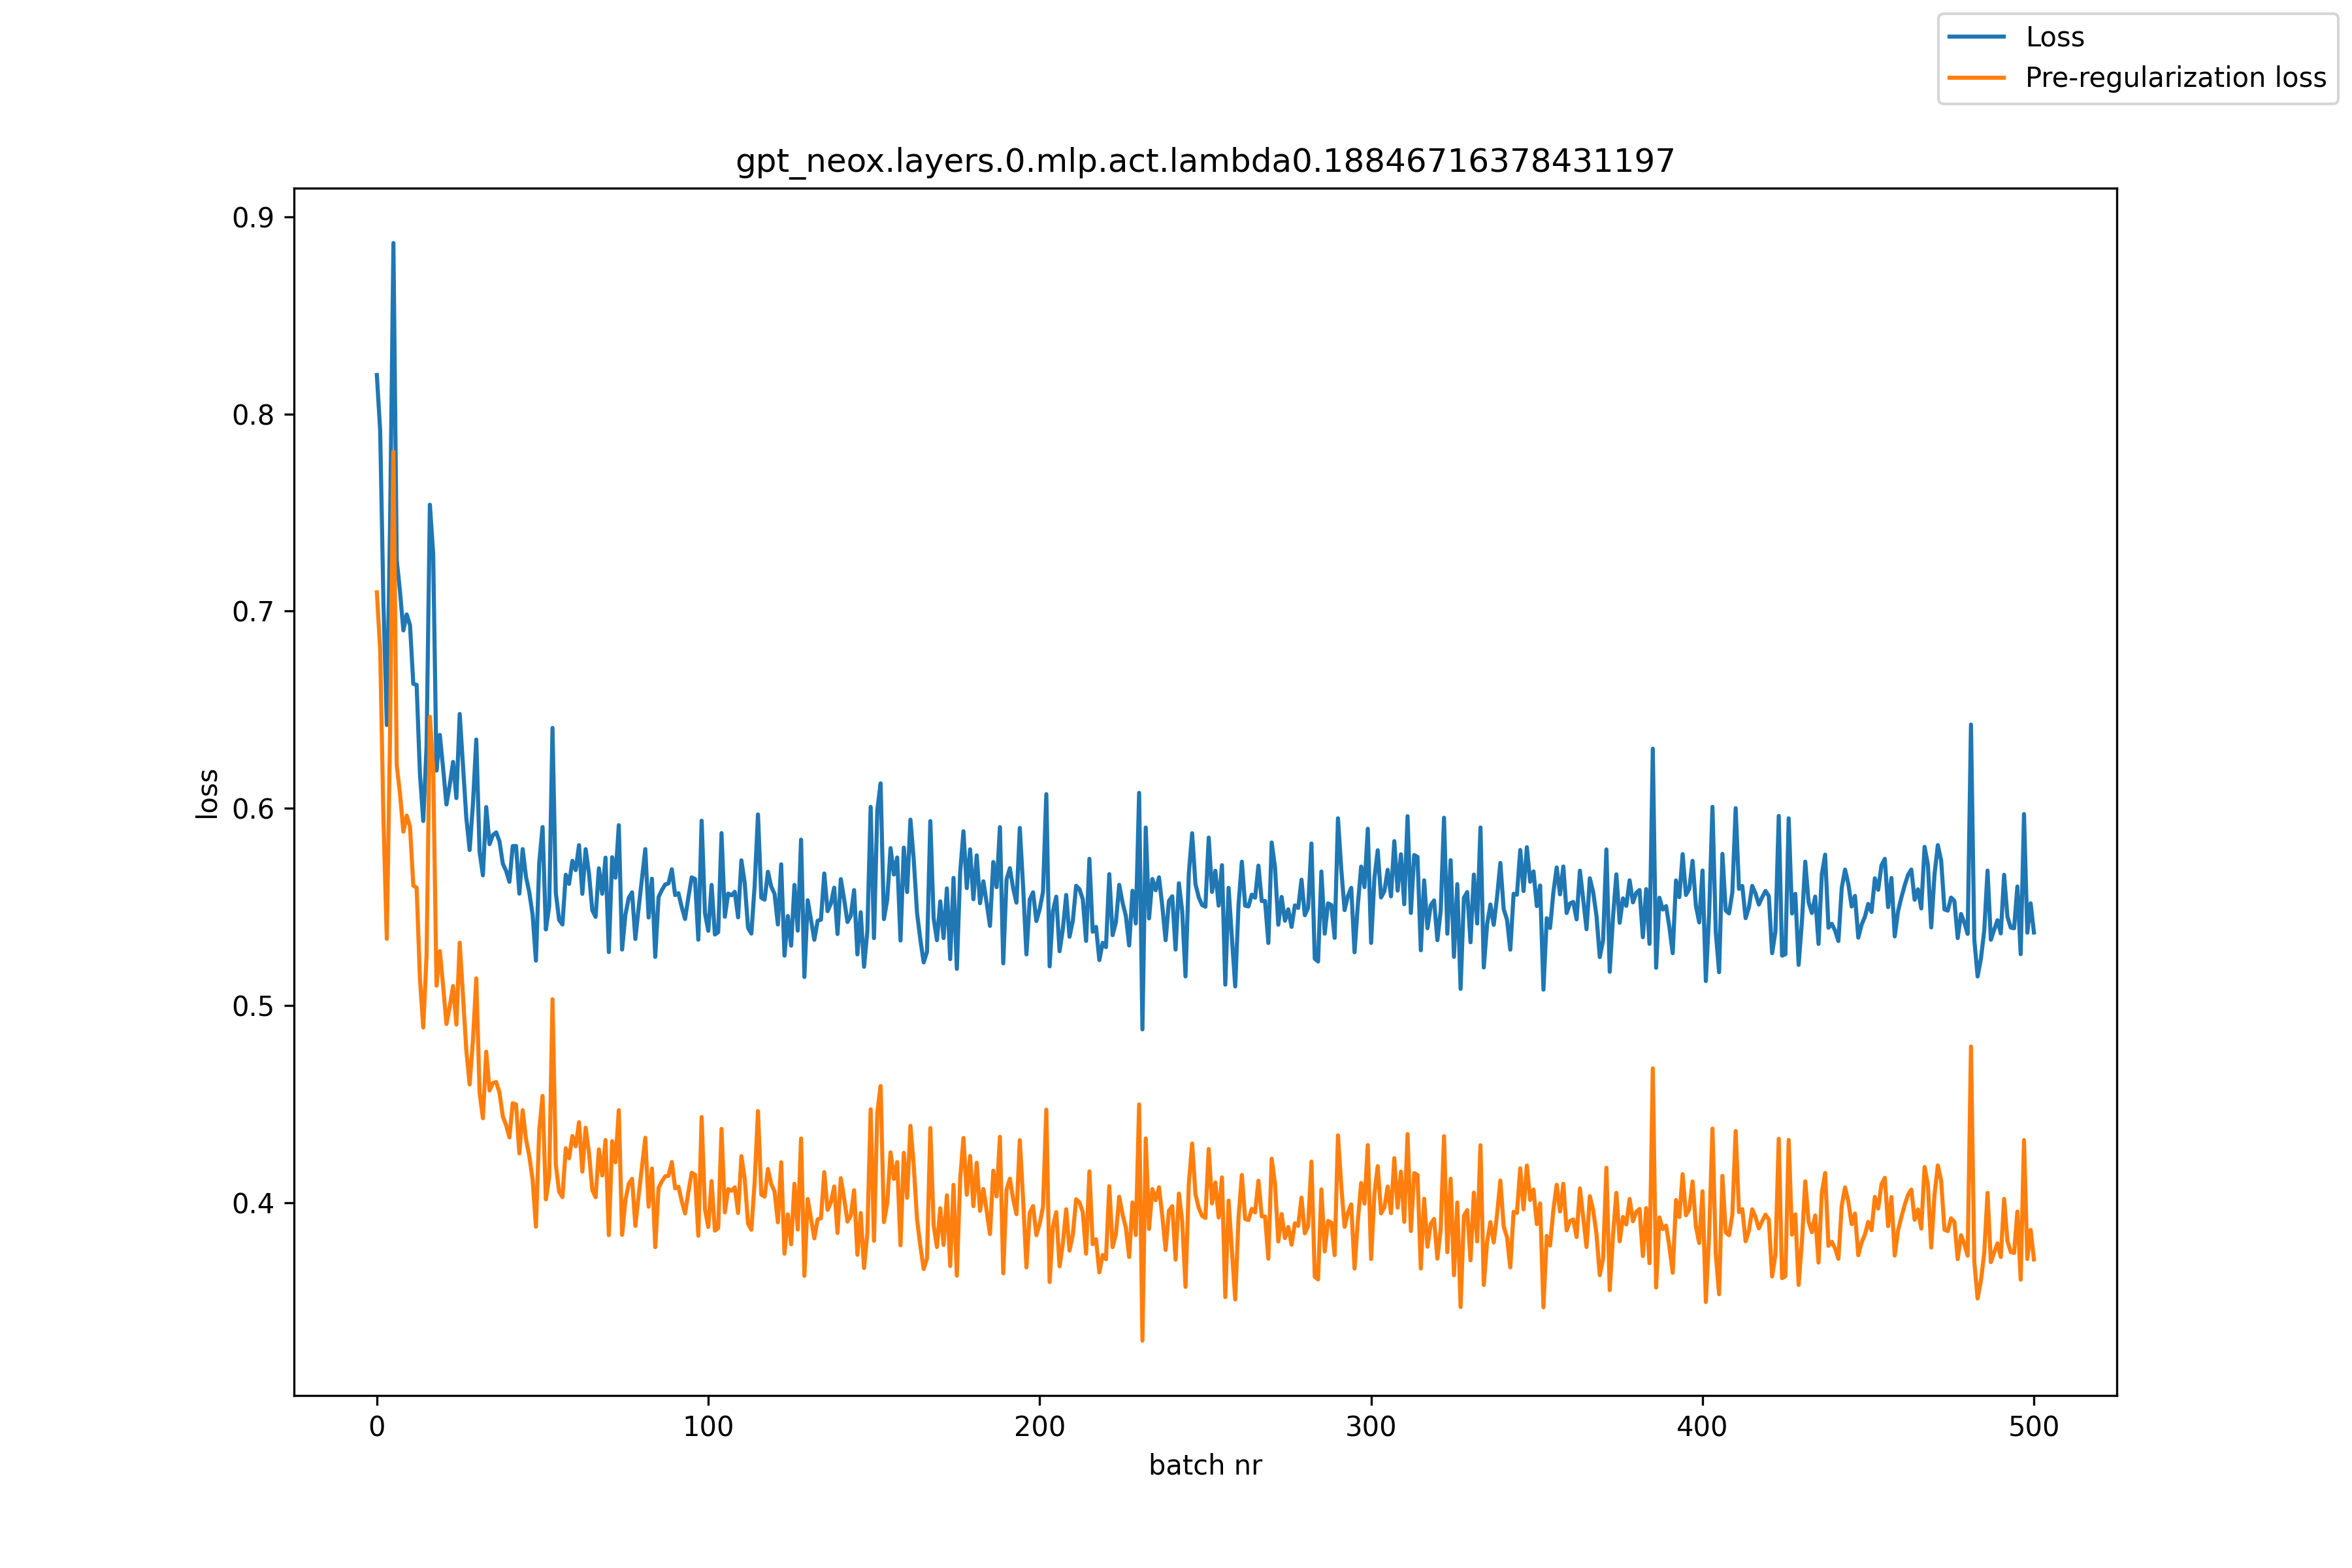 Loss
Pre-regularization loss
gpt_neox.layers.0.mlp.act.lambda0.18846716378431197
0.9
0.8
0.7
0.6
0.5
0.4
loss
0 100 200 300 400 500
batch nr